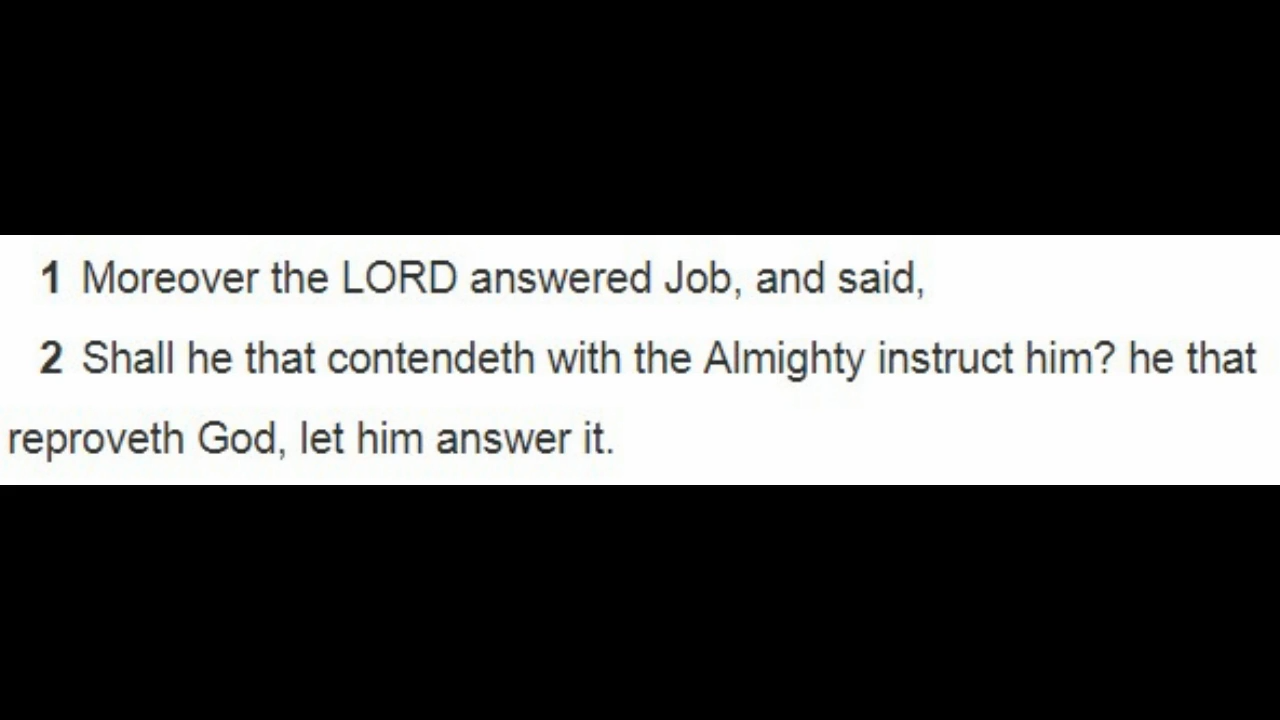 1 Moreover the LORD answered Job, and said,
2 Shall he that contendeth with the Almighty instruct him? he that
reproveth God, let him answer it.